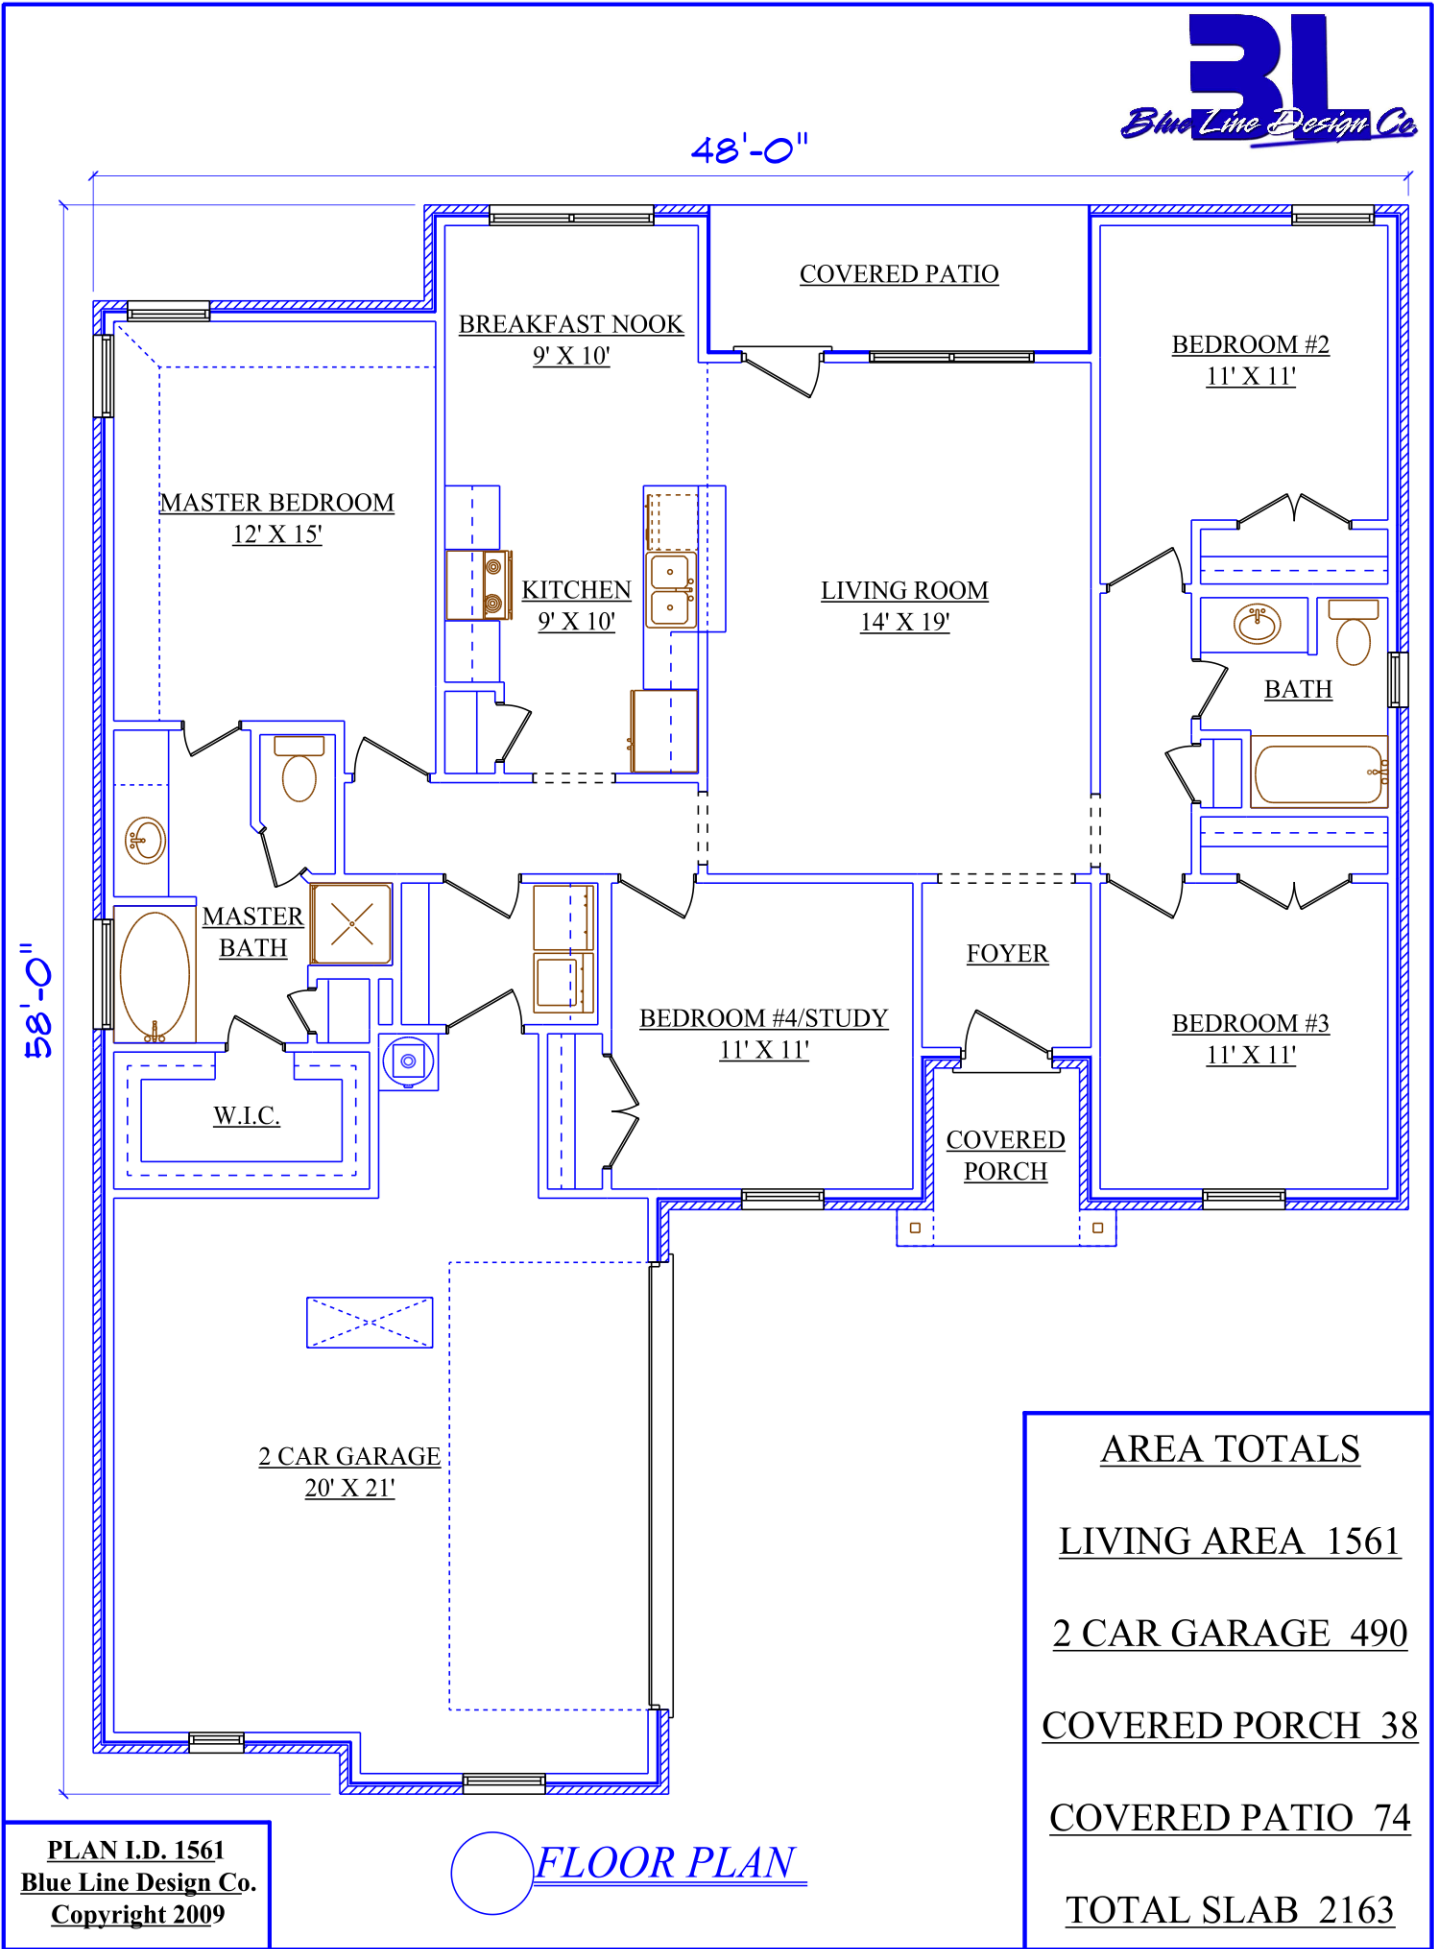 BL
Blue Line Design Co.
48'-0"
COVERED PATIO
BREAKFAST NOOK
9' X 10'
BEDROOM #2
11' X 11'
MASTER BEDROOM
12' X 15'
KITCHEN
9' X 10'
LIVING ROOM
14' X 19'
BATH
MASTER
BATH
FOYER
58'-0"
BEDROOM #4/STUDY
11' X 11'
BEDROOM #3
11' X 11'
W.I.C.
COVERED
PORCH
2 CAR GARAGE
20' X 21'
AREA TOTALS
LIVING AREA 1561
2 CAR GARAGE 490
COVERED PORCH 38
COVERED PATIO 74
TOTAL SLAB 2163
PLAN I.D. 1561
Blue Line Design Co.
Copyright 2009
FLOOR PLAN